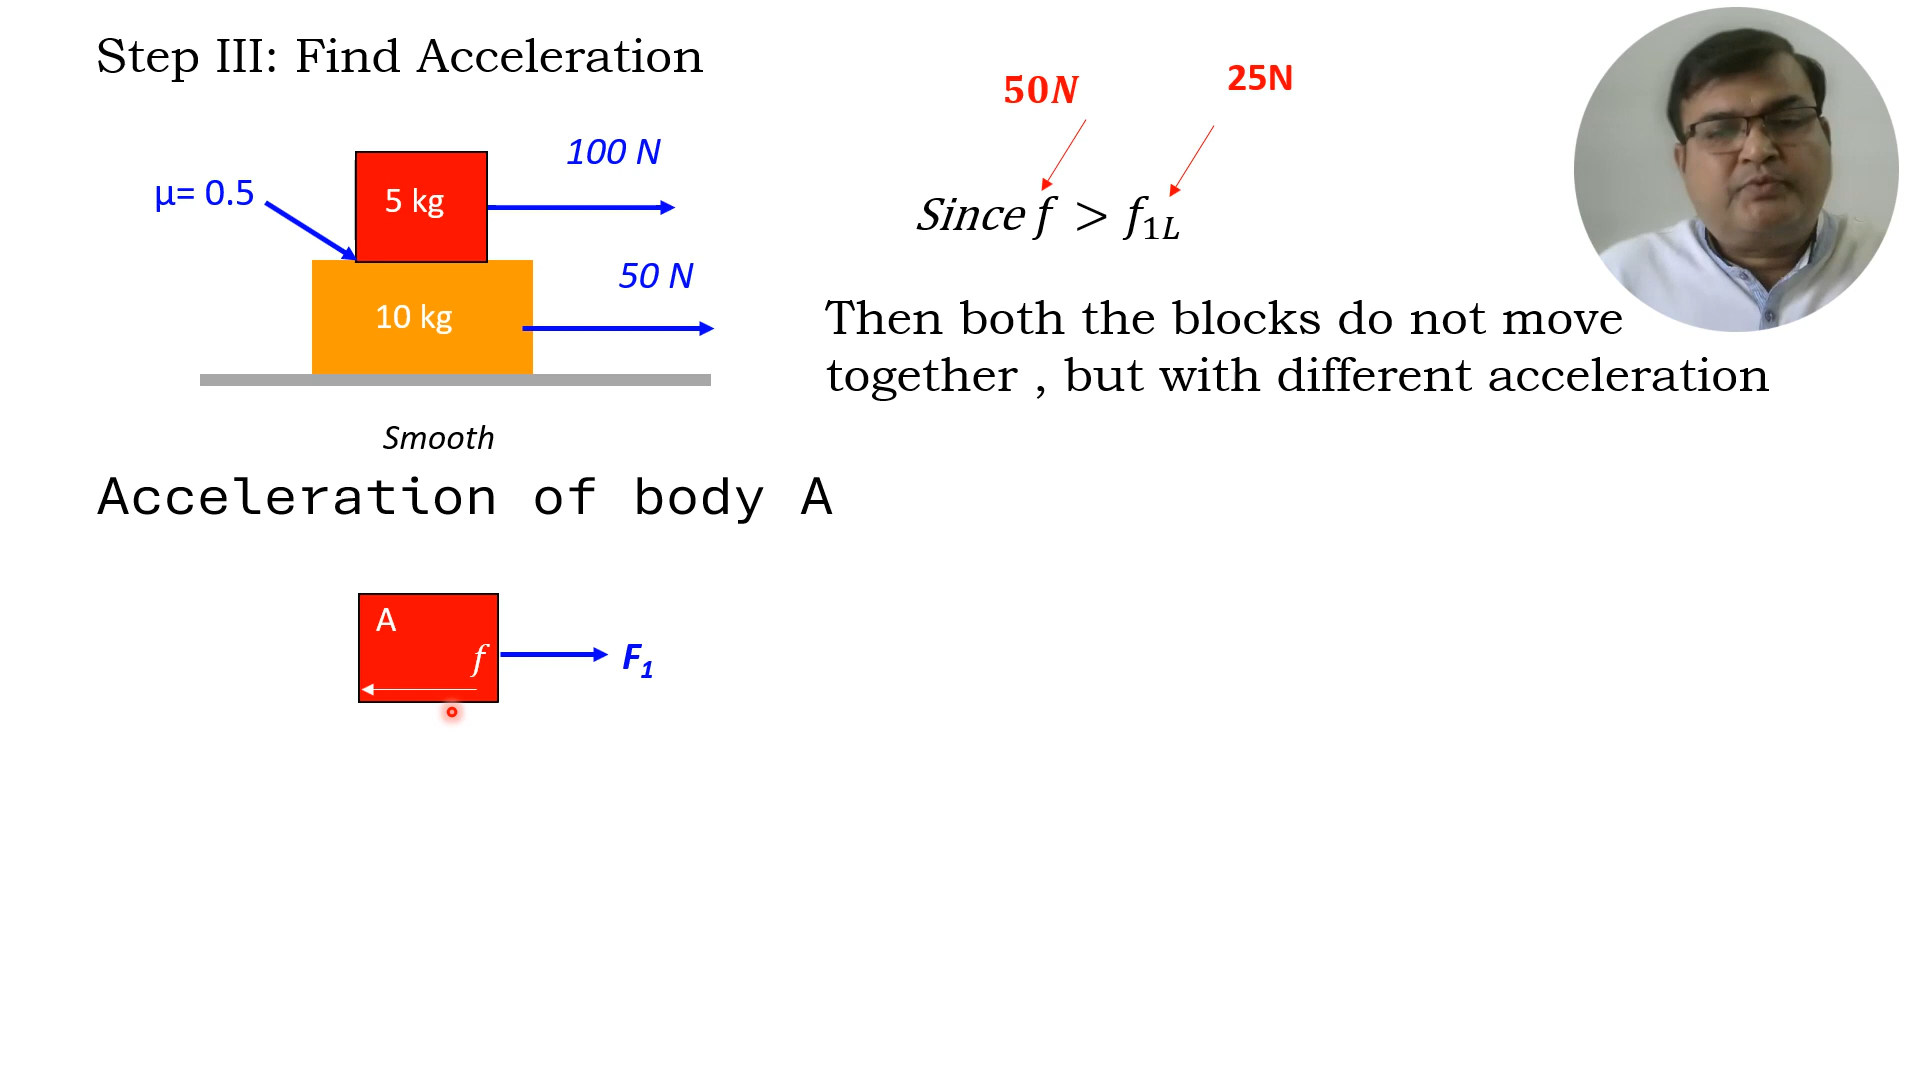 Step III: Find Acceleration
50N
25N
100 N
μ= 0.5
5 kg
Since f > f1L
50 N
10 kg
Then both the blocks do not move
together , but with different acceleration
Smooth
Acceleration of body A
A
f
F1